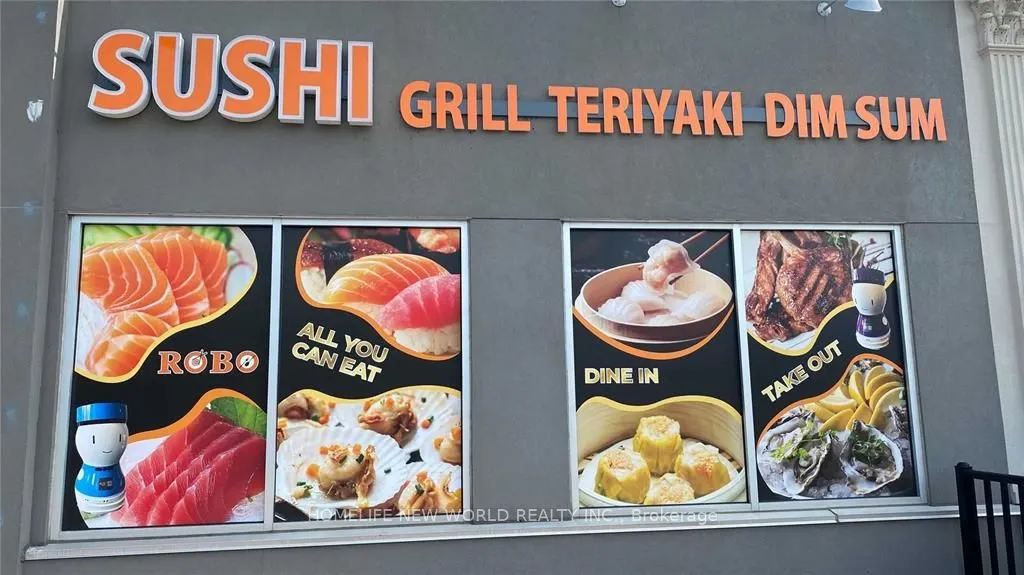 SUSHI GRILL TERIYAKI DIM SUM
ROBO
ALL YOU
CAN EAT
DINE IN
TAKE OUT
HOMELIFE NEW WORLD REALTY INC., Brokerage